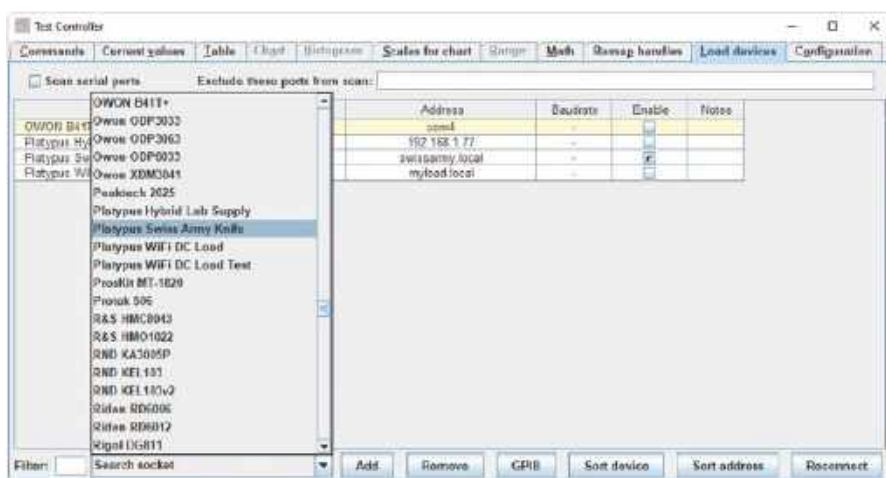 Test Controller
Commands Current values Table Chart Histogram Scales for chart Range Math Remap handles Load devices Configuration
Scan serial ports Exclude these ports from scan:
Address Baudrate Enable Notes
OWON B41T
Platypus Hy 192.168.1.77 -
Platypus Sw swissarmy.local -
Platypus Wi myload.local -
OWON B41T+
Owon ODP3033
Owon ODP3063
Owon ODP6033
Owon XDM3041
Peaktech 2025
Platypus Hybrid Lab Supply
Platypus Swiss Army Knife
Platypus WiFi DC Load
Platypus WiFi DC Load Test
ProsKit MT-1820
Protek 506
R&S HMC8043
R&S HMO1022
RND KA3005P
RND KEL103
RND KEL103v2
Riden RD6006
Riden RD6012
Rigol DG811
Filter: Search socket Add Remove GPIB Sort device Sort address Reconnect